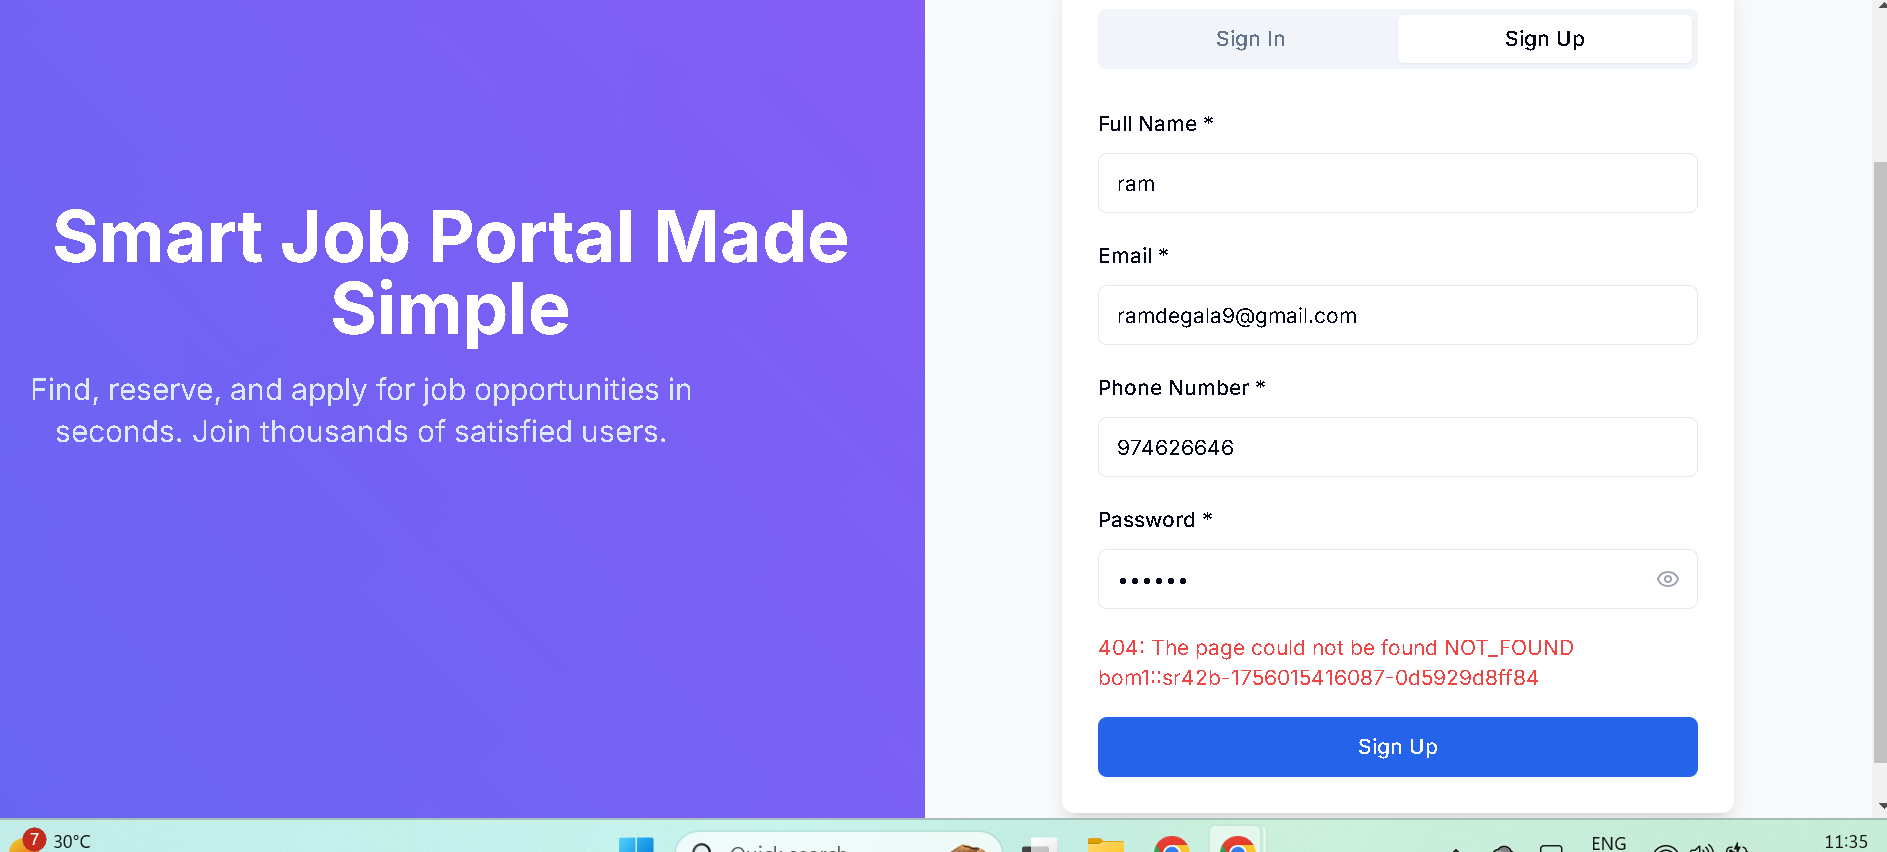 Smart Job Portal Made
Simple
Find, reserve, and apply for job opportunities in
seconds. Join thousands of satisfied users.
Sign In
Sign Up
Full Name *
ram
Email *
ramdegala9@gmail.com
Phone Number *
974626646
Password *
••••••
404: The page could not be found NOT_FOUND
bom1::sr42b-1756015416087-0d5929d8ff84
Sign Up
7
30°C
Quick search
ENG
11:35